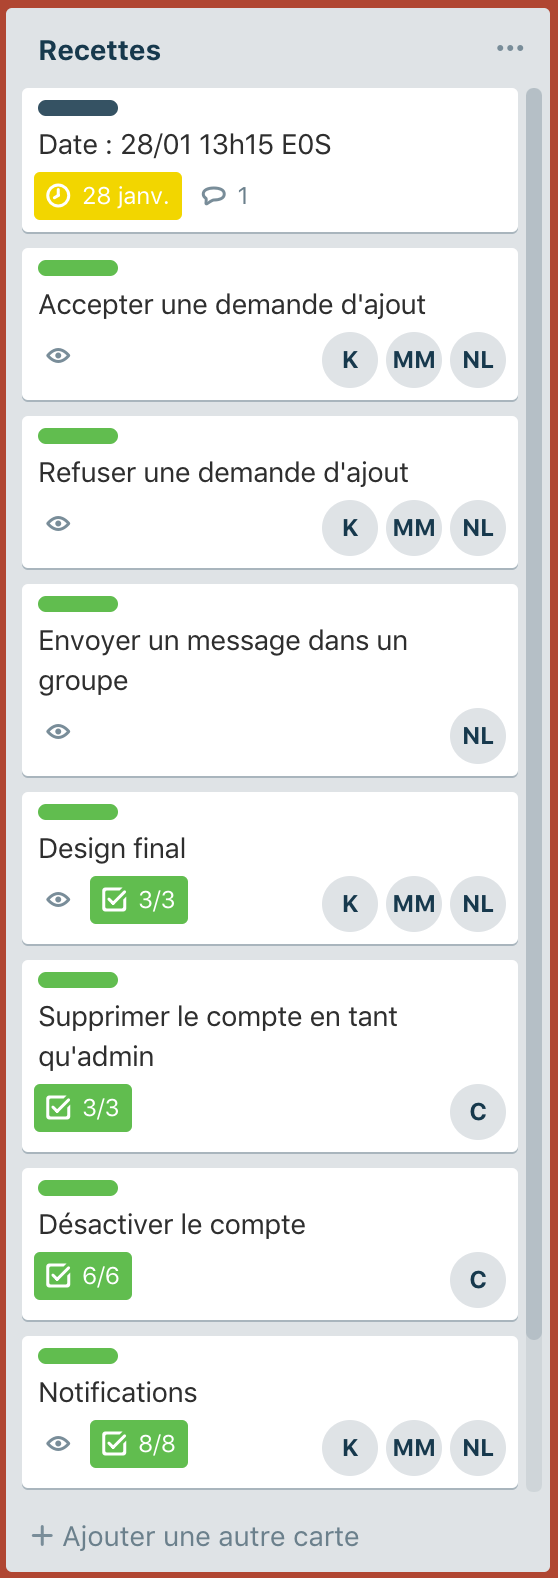 Recettes
Date : 28/01 13h15 E0S
28 janv. 1
Accepter une demande d'ajout
K MM NL
Refuser une demande d'ajout
K MM NL
Envoyer un message dans un
groupe
NL
Design final
3/3 K MM NL
Supprimer le compte en tant
qu'admin
3/3 C
Désactiver le compte
6/6 C
Notifications
8/8 K MM NL
+ Ajouter une autre carte